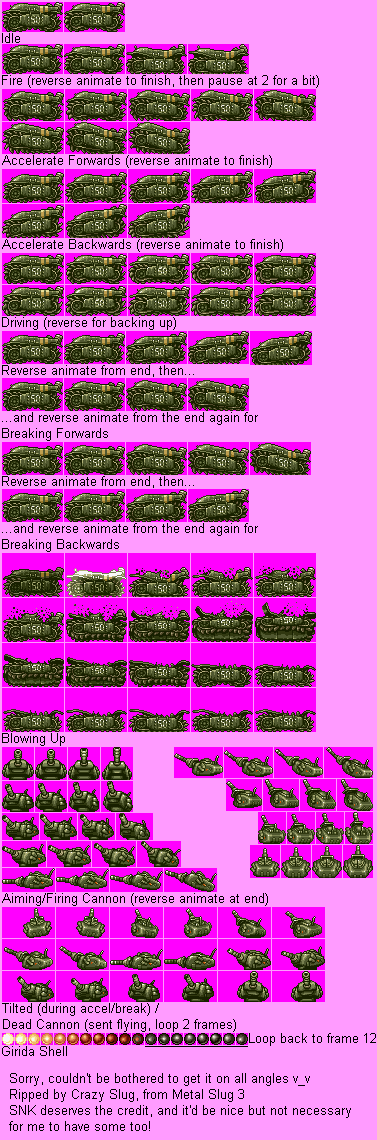 Idle
Fire (reverse animate to finish, then pause at 2 for a bit)
Accelerate Forwards (reverse animate to finish)
Accelerate Backwards (reverse animate to finish)
Driving (reverse for backing up)
Reverse animate from end, then...
...and reverse animate from the end again for
Breaking Forwards
Reverse animate from end, then...
...and reverse animate from the end again for
Breaking Backwards
Blowing Up
Aiming/Firing Cannon (reverse animate at end)
Tilted (during accel/break) /
Dead Cannon (sent flying, loop 2 frames)
Loop back to frame 12
Girida Shell
Sorry, couldn't be bothered to get it on all angles v_v
Ripped by Crazy Slug, from Metal Slug 3
SNK deserves the credit, and it'd be nice but not necessary
for me to have some too!